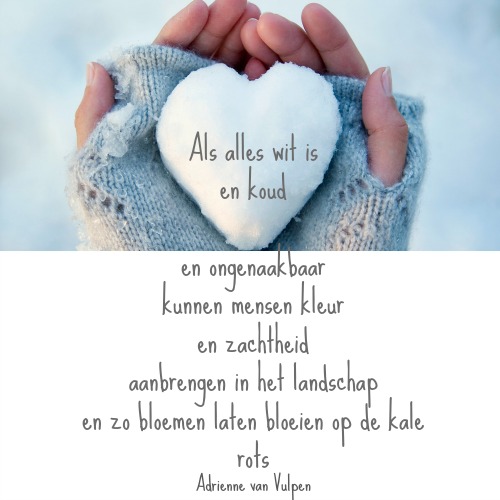 Als alles wit is
en koud
en ongenaakbaar
kunnen mensen kleur
en zachtheid
aanbrengen in het landschap
en zo bloemen laten bloeien op de kale
rots
Adrienne van Vulpen